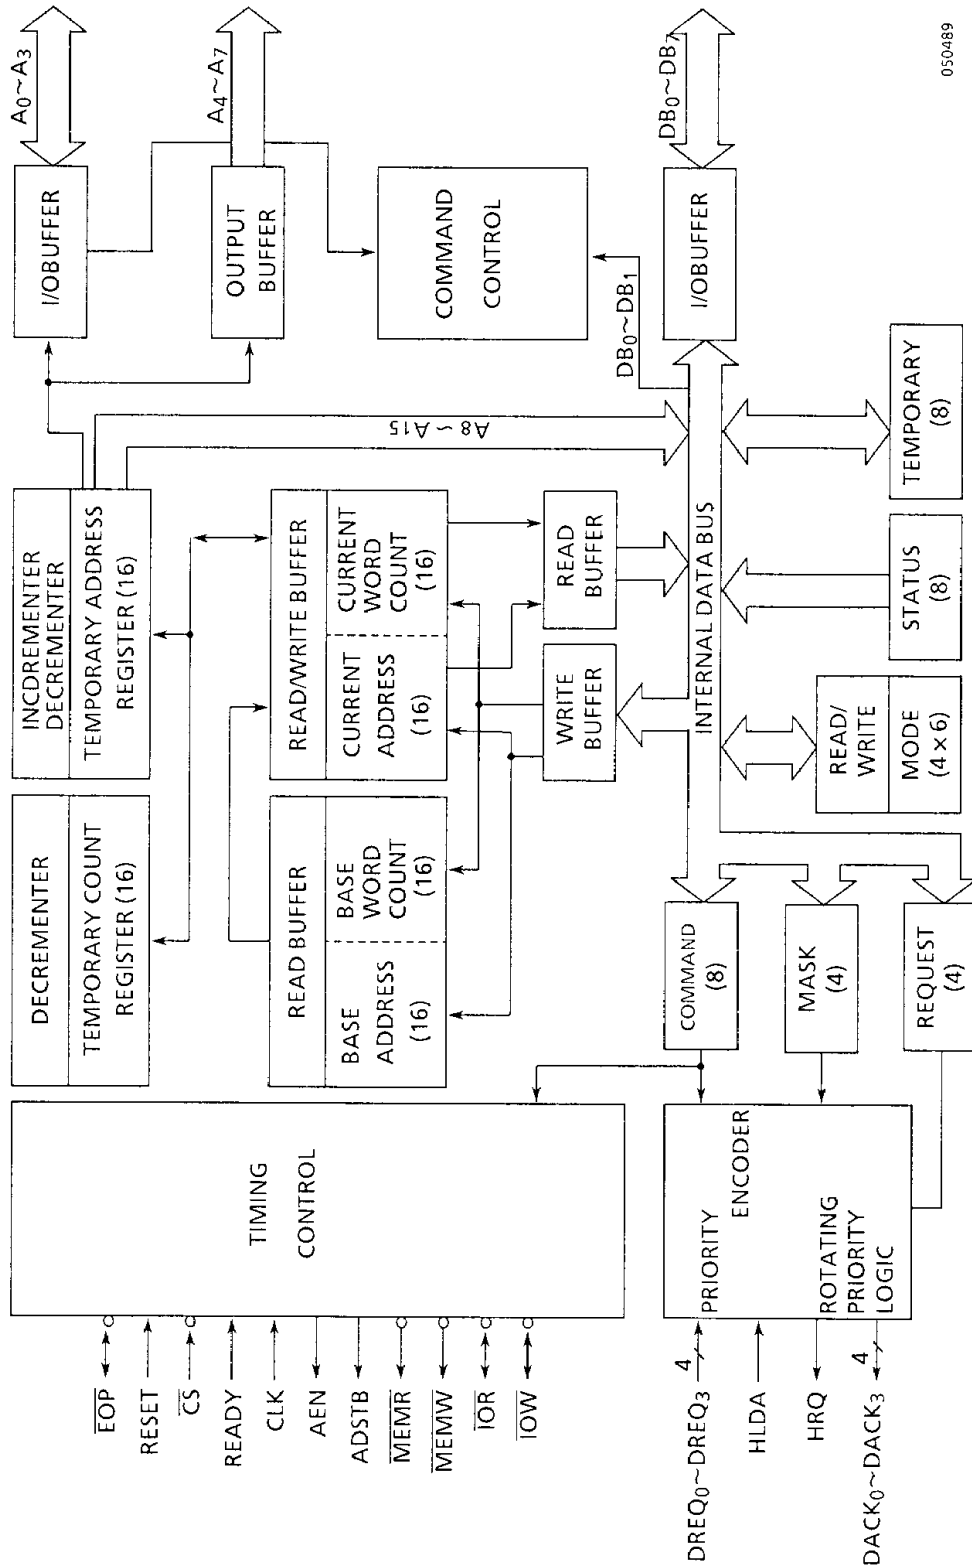 EOP
RESET
CS
READY
CLK
AEN
ADSTB
MEMR
MEMW
IOR
IOW
DREQ₀~DREQ₃
4
HLDA
HRQ
DACK₀~DACK₃
4
TIMING
CONTROL
PRIORITY
ENCODER
ROTATING
PRIORITY
LOGIC
DECREMENTER
TEMPORARY COUNT
REGISTER (16)
INCDREMENTER
DECREMENTER
TEMPORARY ADDRESS
REGISTER (16)
READ BUFFER
BASE
ADDRESS
(16)
BASE
WORD
COUNT
(16)
READ/WRITE BUFFER
CURRENT
ADDRESS
(16)
CURRENT
WORD
COUNT
(16)
WRITE
BUFFER
READ
BUFFER
A8 ~ A15
I/OBUFFER
A₀~A₃
OUTPUT
BUFFER
A₄~A₇
COMMAND
CONTROL
DB₀~DB₁
I/OBUFFER
DB₀~DB₇
INTERNAL DATA BUS
COMMAND
(8)
MASK
(4)
REQUEST
(4)
READ/
WRITE
MODE
(4×6)
STATUS
(8)
TEMPORARY
(8)
050489